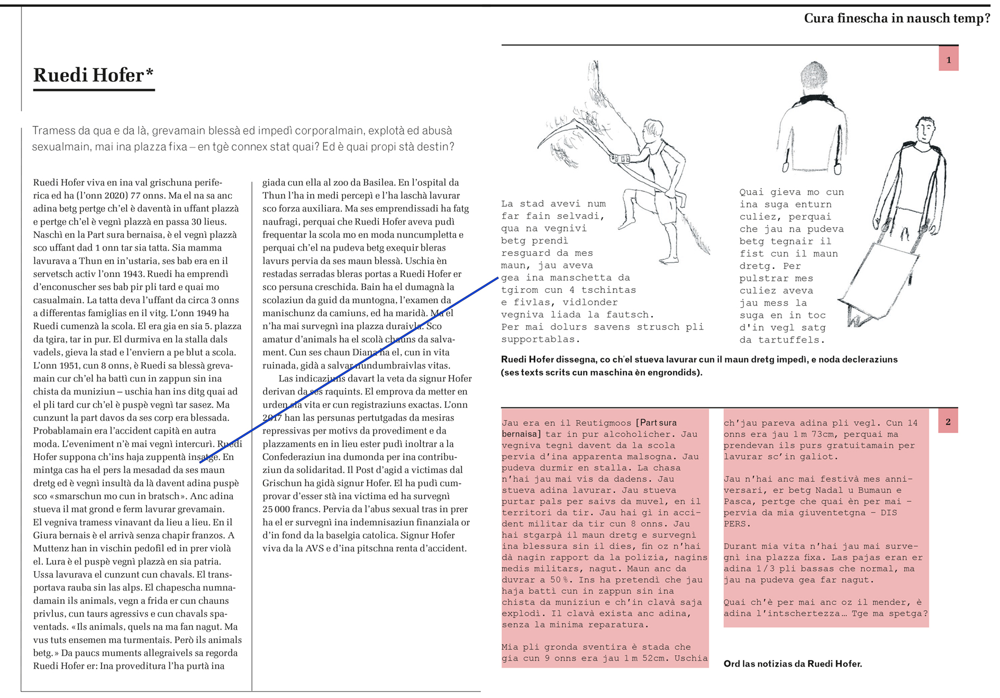 Cura finescha in nausch temp?
Ruedi Hofer*
Tramess da qua e da là, grevamain blessà ed impedì corporalmain, explotà ed abusà
sexualmain, mai ina plazza fixa – en tgè connex stat quai? Ed è quai propi stà destin?
Ruedi Hofer viva en ina val grischuna perife-
rica ed ha (l’onn 2020) 77 onns. Ma el na sa anc
adina betg pertge ch’el è daventà in uffant plazzà
e pertge ch’el è vegnì plazzà en passa 30 lieus.
Naschì en la Part sura bernaisa, è el vegnì plazzà
sco uffant dad 1 onn tar sia tatta. Sia mamma
lavurava a Thun en in’ustaria, ses bab era en il
servetsch activ l’onn 1943. Ruedi ha emprendì
d’enconuscher ses bab pir pli tard e quai mo
casualmain. La tatta deva l’uffant da circa 3 onns
a differentas famiglias en il vitg. L’onn 1949 ha
Ruedi cumenzà la scola. El era gia en sia 5. plazza
da tgira, tar in pur. El durmiva en la stalla dals
vadels, gieva la stad e l’enviern a pe blut a scola.
L’onn 1951, cun 8 onns, è Ruedi sa blessà greva-
main cur ch’el ha battì cun in zappun sin ina
chista da muniziun – uschia han ins ditg quai ad
el pli tard cur ch’el è puspè vegnì tar sasez. Ma
cunzunt la part davos da ses corp era blessada.
Probablamain era l’accident capità en autra
moda. L’eveniment n’è mai vegnì intercurì. Ruedi
Hofer suppona ch’ins haja zuppentà insatge. En
mintga cas ha el pers la mesadad da ses maun
dretg ed è vegnì insultà da là davent adina puspè
sco «smarschun mo cun in bratsch». Anc adina
stueva il mat grond e ferm lavurar grevamain.
El vegniva tramess vinavant da lieu a lieu. En il
Giura bernais è el arrivà senza chapir franzos. A
Muttenz han in vischin pedofil ed in prer violà
el. Lura è el puspè vegnì plazzà en sia patria.
Ussa lavurava el cunzunt cun chavals. El trans-
portava rauba sin las alps. El chapescha numna-
damain ils animals, vegn a frida er cun chauns
privlus, cun taurs agressivs e cun chavals spa-
ventads. «Ils animals, quels na ma fan nagut. Ma
vus tuts ensemen ma turmentais. Però ils animals
betg.» Da paucs muments allegraivels sa regorda
Ruedi Hofer er: Ina proveditura l’ha purtà ina
giada cun ella al zoo da Basilea. En l’ospital da
Thun l’ha in medi percepì e l’ha laschà lavurar
sco forza auxiliara. Ma ses emprendissadi ha fatg
naufragi, perquai che Ruedi Hofer aveva pudì
frequentar la scola mo en moda nuncumpletta e
perquai ch’el na pudeva betg exequir bleras
lavurs pervia da ses maun blessà. Uschia èn
restadas serradas bleras portas a Ruedi Hofer er
sco persuna creschida. Bain ha el dumagnà la
scolaziun da guid da muntogna, l’examen da
manischunz da camiuns, ed ha maridà. Ma el
n’ha mai survegnì ina plazza duraivla. Sco
amatur d’animals ha el scolà chauns da salva-
ment. Cun ses chaun Diana ha el, cun in vita
ruinada, gidà a salvar nundumbraivlas vitas.
Las indicaziuns davart la veta da signur Hofer
derivan da ses raquints. El emprova da metter en
urden sia vita er cun registraziuns exactas. L’onn
2017 han las persunas pertutgadas da mesiras
repressivas per motivs da provediment e da
plazzaments en in lieu ester pudì inoltrar a la
Confederaziun ina dumonda per ina contribu-
ziun da solidaritad. Il Post d’agid a victimas dal
Grischun ha gidà signur Hofer. El ha pudì cum-
provar d’esser stà ina victima ed ha survegnì
25 000 francs. Pervia da l’abus sexual tras in prer
ha el er survegnì ina indemnisaziun finanziala or
d’in fond da la baselgia catolica. Signur Hofer
viva da la AVS e d’ina pitschna renta d’accident.
1
La stad avevi num
far fain selvadi,
qua na vegnivi
betg prendì
resguard da mes
maun, jau aveva
gea ina manschetta da
tgirom cun 4 tschintas
e fivlas, vidlonder
vegniva liada la fautsch.
Per mai dolurs savens strusch pli
supportablas.
Quai gieva mo cun
ina suga enturn
culiez, perquai
che jau na pudeva
betg tegnair il
fist cun il maun
dretg. Per
pulstrar mes
culiez aveva
jau mess la
suga en in toc
d'in vegl satg
da tartuffels.
Ruedi Hofer dissegna, co ch’el stueva lavurar cun il maun dretg impedì, e noda decleraziuns
(ses texts scrits cun maschina èn engrondids).
2
Jau era en il Reutigmoos [Part sura
bernaisa] tar in pur alcoholicher. Jau
vegniva tegnì davent da la scola
pervia d’ina apparenta malsogna. Jau
pudeva durmir en stalla. La chasa
n’hai jau mai vis da dadens. Jau
stueva adina lavurar. Jau stueva
purtar pals per saivs da muvel, en il
territori da tir. Jau hai gì in acci-
dent militar da tir cun 8 onns. Jau
hai stgarpà il maun dretg e survegnì
ina blessura sin il dies, fin oz n’hai
dà nagin rapport da la polizia, nagins
medis militars, nagut. Maun anc da
duvrar a 50%. Ins ha pretendì che jau
haja battì cun in zappun sin ina
chista da muniziun e ch’in clavà saja
explodì. Il clavà exista anc adina,
senza la minima reparatura.
Mia pli gronda sventira è stada che
gia cun 9 onns era jau 1 m 52cm. Uschia
ch’jau pareva adina pli vegl. Cun 14
onns era jau 1 m 73cm, perquai ma
prendevan ils purs gratuitamain per
lavurar sc’in galiot.
Jau n’hai anc mai festivà mes anni-
versari, er betg Nadal u Bumaun e
Pasca, pertge che quai èn per mai –
pervia da mia giuventetgna – DIS
PERS.
Durant mia vita n’hai jau mai surve-
gnì ina plazza fixa. Las pajas eran er
adina 1/3 pli bassas che normal, ma
jau na pudeva gea far nagut.
Quai ch’è per mai anc oz il mender, è
adina l’intschertezza… Tge ma spetga?
Ord las notizias da Ruedi Hofer.